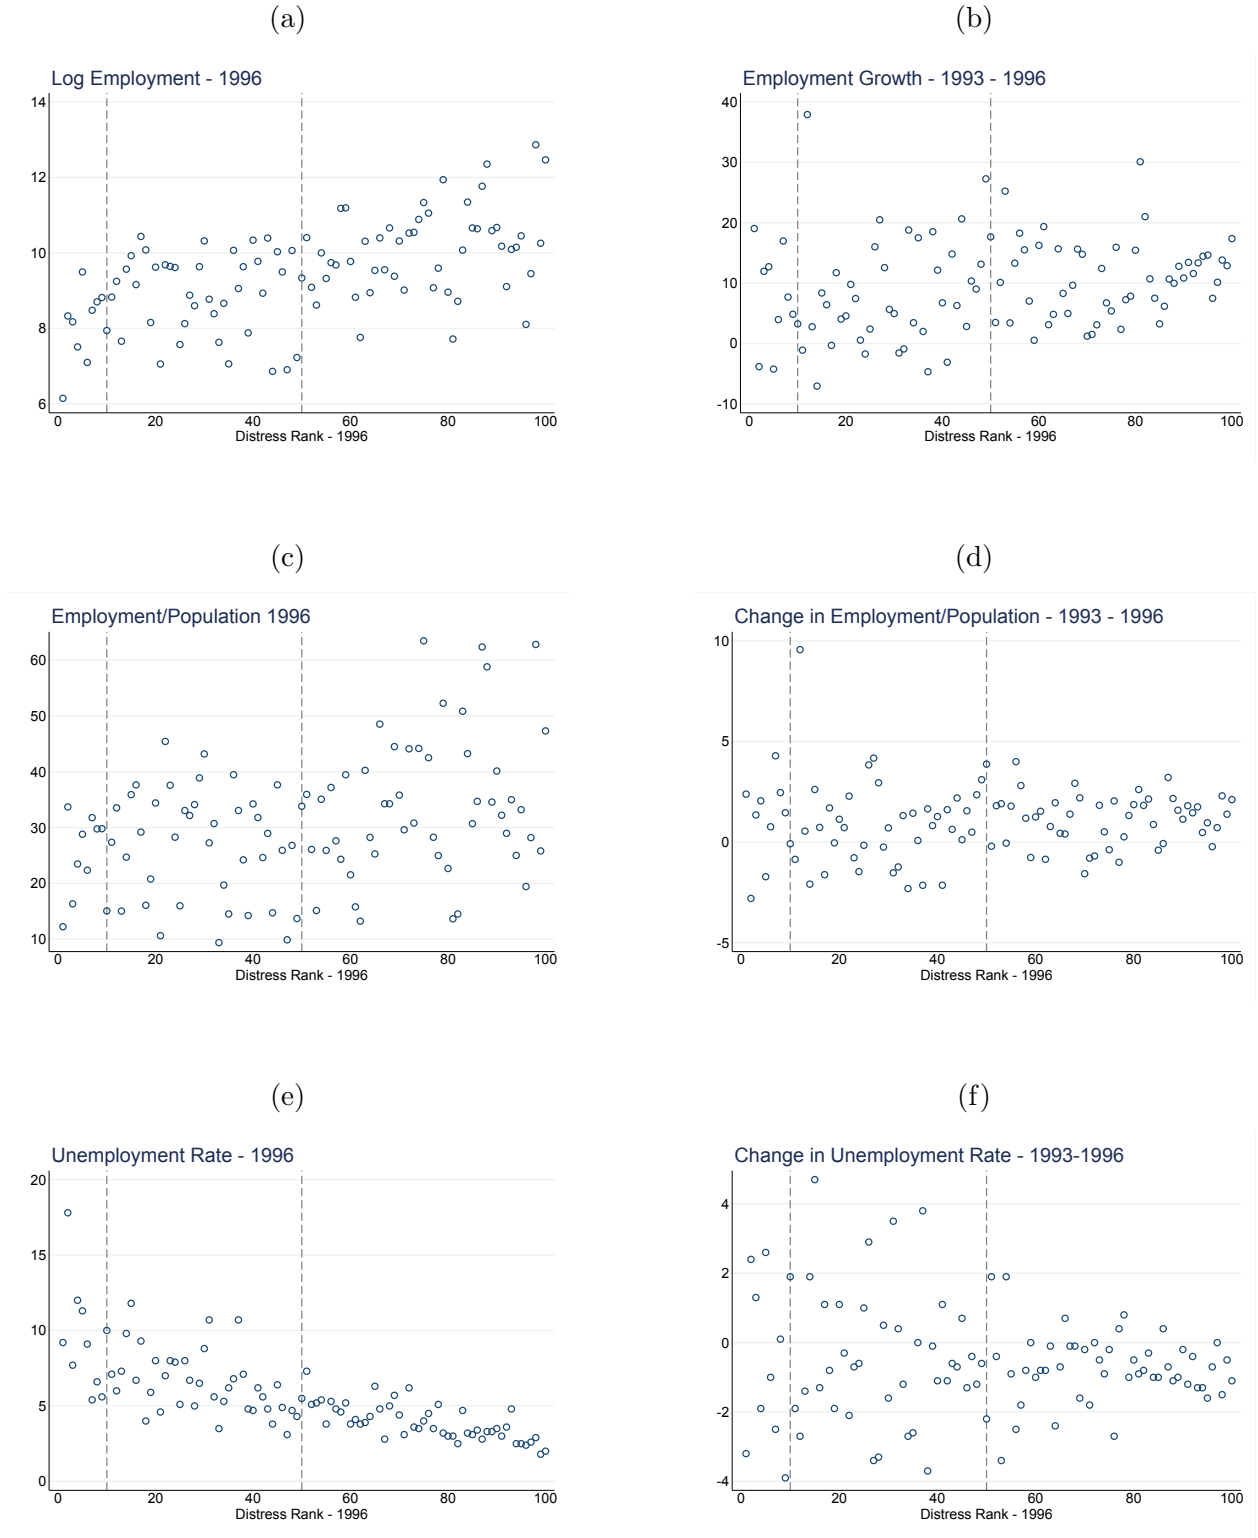 (a)
Log Employment - 1996
14
12
10
8
6
0 20 40 60 80 100
Distress Rank - 1996
(b)
Employment Growth - 1993 - 1996
40
30
20
10
0
-10
0 20 40 60 80 100
Distress Rank - 1996
(c)
Employment/Population 1996
60
50
40
30
20
10
0 20 40 60 80 100
Distress Rank - 1996
(d)
Change in Employment/Population - 1993 - 1996
10
5
0
-5
0 20 40 60 80 100
Distress Rank - 1996
(e)
Unemployment Rate - 1996
20
15
10
5
0
0 20 40 60 80 100
Distress Rank - 1996
(f)
Change in Unemployment Rate - 1993-1996
4
2
0
-2
-4
0 20 40 60 80 100
Distress Rank - 1996